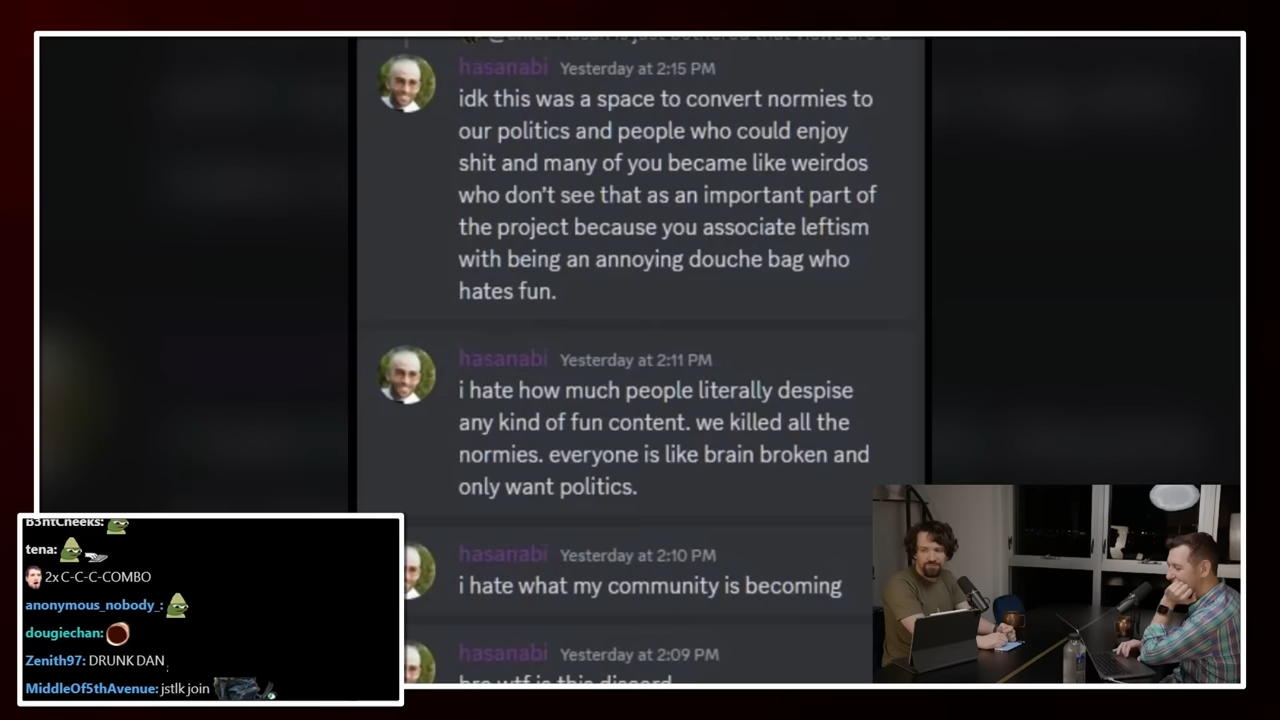 hasanabi Yesterday at 2:15 PM
idk this was a space to convert normies to
our politics and people who could enjoy
shit and many of you became like weirdos
who don't see that as an important part of
the project because you associate leftism
with being an annoying douche bag who
hates fun.
hasanabi Yesterday at 2:11 PM
i hate how much people literally despise
any kind of fun content. we killed all the
normies. everyone is like brain broken and
only want politics.
hasanabi Yesterday at 2:10 PM
i hate what my community is becoming
hasanabi Yesterday at 2:09 PM
bro wtf is this discord
B3ntCheeks:
tena:
2x C-C-C-COMBO
anonymous_nobody_:
dougiechan:
Zenith97: DRUNK DAN
MiddleOf5thAvenue: jstlk join